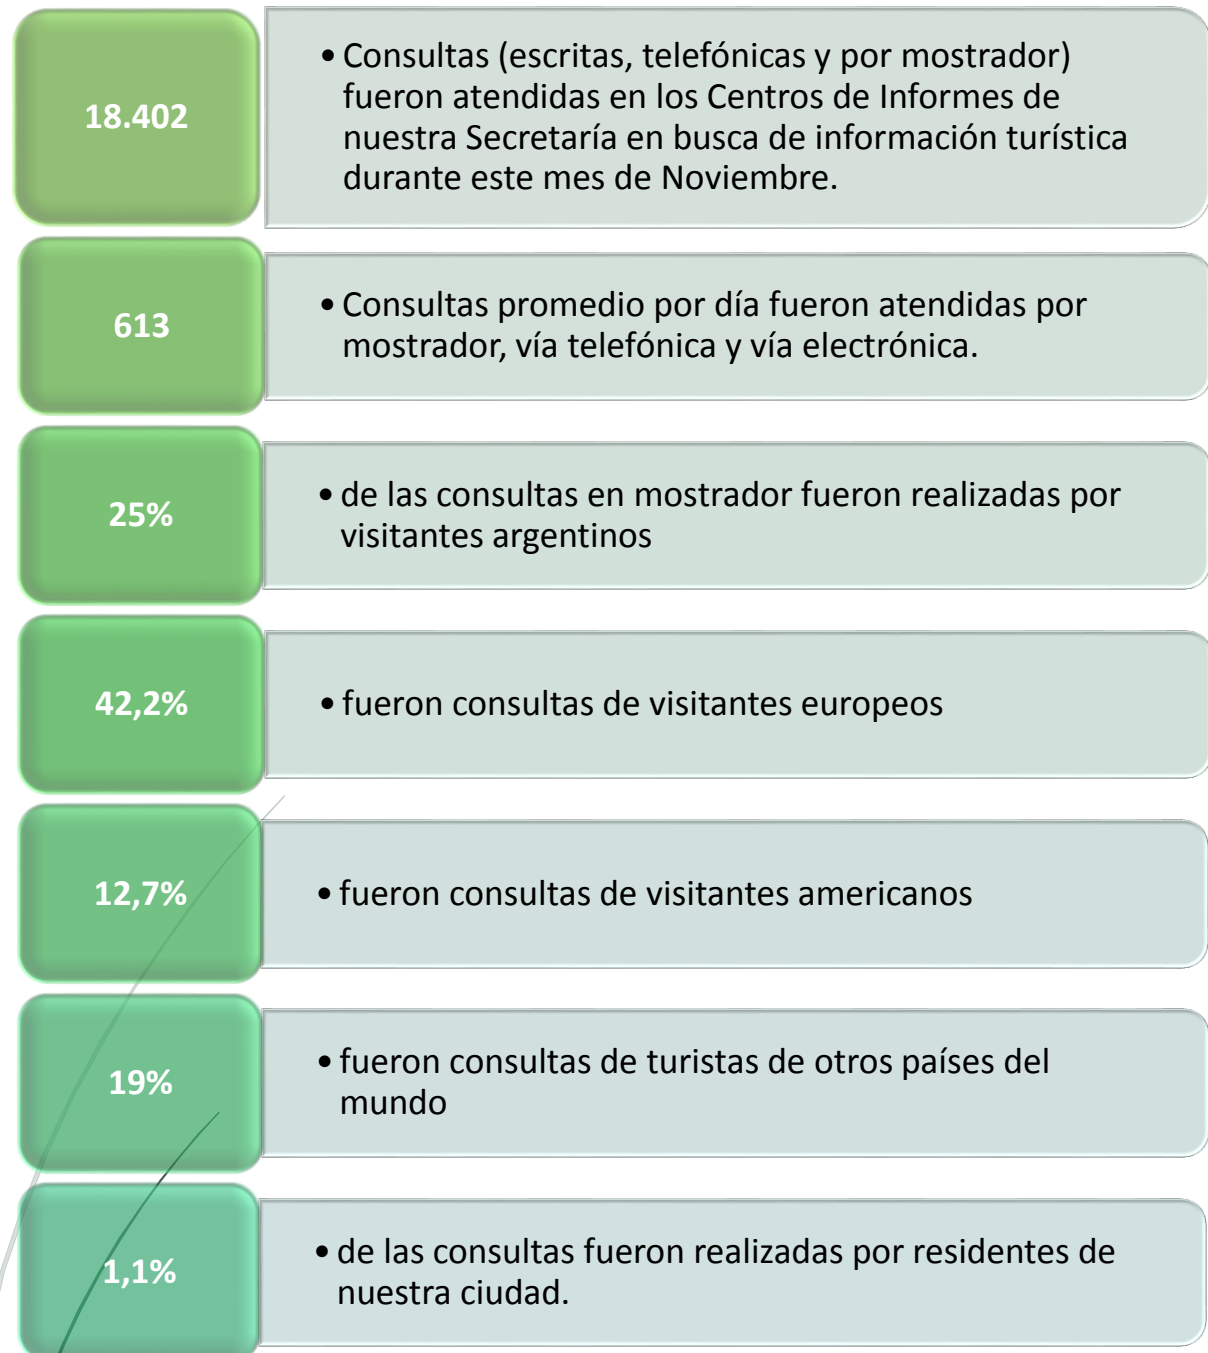 18.402
• Consultas (escritas, telefónicas y por mostrador)
fueron atendidas en los Centros de Informes de
nuestra Secretaría en busca de información turística
durante este mes de Noviembre.
613
• Consultas promedio por día fueron atendidas por
mostrador, vía telefónica y vía electrónica.
25%
• de las consultas en mostrador fueron realizadas por
visitantes argentinos
42,2%
• fueron consultas de visitantes europeos
12,7%
• fueron consultas de visitantes americanos
19%
• fueron consultas de turistas de otros países del
mundo
1,1%
• de las consultas fueron realizadas por residentes de
nuestra ciudad.